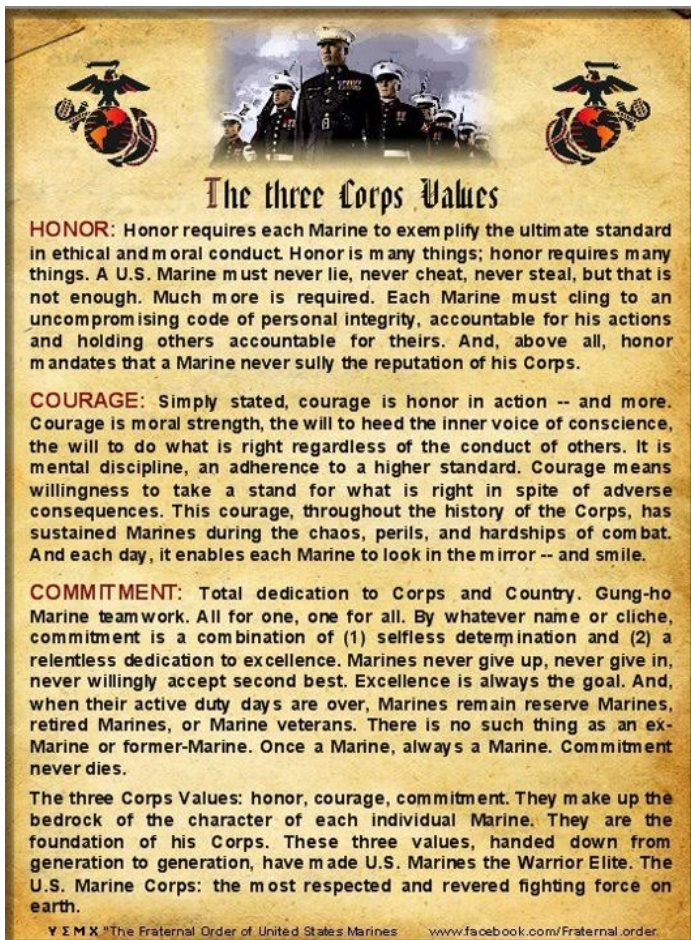 The three Corps Values
HONOR: Honor requires each Marine to exemplify the ultimate standard
in ethical and moral conduct. Honor is many things; honor requires many
things. A U.S. Marine must never lie, never cheat, never steal, but that is
not enough. Much more is required. Each Marine must cling to an
uncompromising code of personal integrity, accountable for his actions
and holding others accountable for theirs. And, above all, honor
mandates that a Marine never sully the reputation of his Corps.
COURAGE: Simply stated, courage is honor in action -- and more.
Courage is moral strength, the will to heed the inner voice of conscience,
the will to do what is right regardless of the conduct of others. It is
mental discipline, an adherence to a higher standard. Courage means
willingness to take a stand for what is right in spite of adverse
consequences. This courage, throughout the history of the Corps, has
sustained Marines during the chaos, perils, and hardships of combat.
And each day, it enables each Marine to look in the mirror -- and smile.
COMMITMENT: Total dedication to Corps and Country. Gung-ho
Marine teamwork. All for one, one for all. By whatever name or cliche,
commitment is a combination of (1) selfless determination and (2) a
relentless dedication to excellence. Marines never give up, never give in,
never willingly accept second best. Excellence is always the goal. And,
when their active duty days are over, Marines remain reserve Marines,
retired Marines, or Marine veterans. There is no such thing as an ex-
Marine or former-Marine. Once a Marine, always a Marine. Commitment
never dies.
The three Corps Values: honor, courage, commitment. They make up the
bedrock of the character of each individual Marine. They are the
foundation of his Corps. These three values, handed down from
generation to generation, have made U.S. Marines the Warrior Elite. The
U.S. Marine Corps: the most respected and revered fighting force on
earth.
Υ Σ Μ Χ "The Fraternal Order of United States Marines www.facebook.com/Fraternal.order